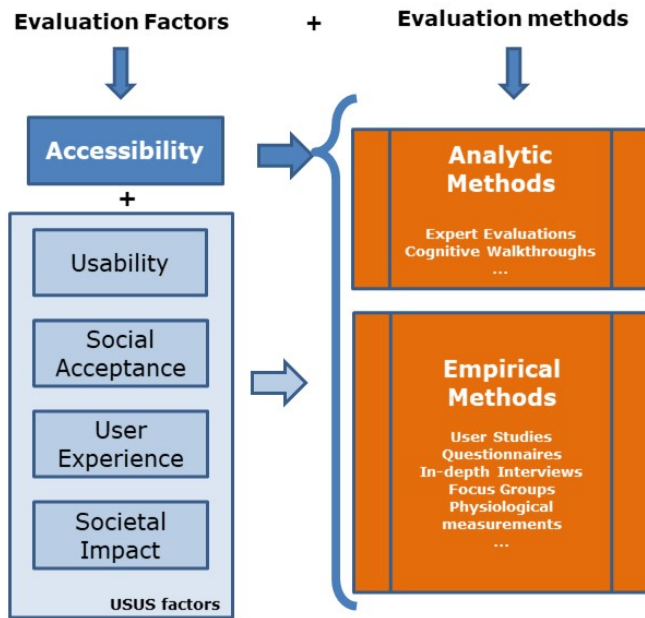 Evaluation Factors + Evaluation methods
Accessibility
+
Usability
Social
Acceptance
User
Experience
Societal
Impact
USUS factors
Analytic
Methods
Expert Evaluations
Cognitive Walkthroughs
...
Empirical
Methods
User Studies
Questionnaires
In-depth Interviews
Focus Groups
Physiological
measurements
...